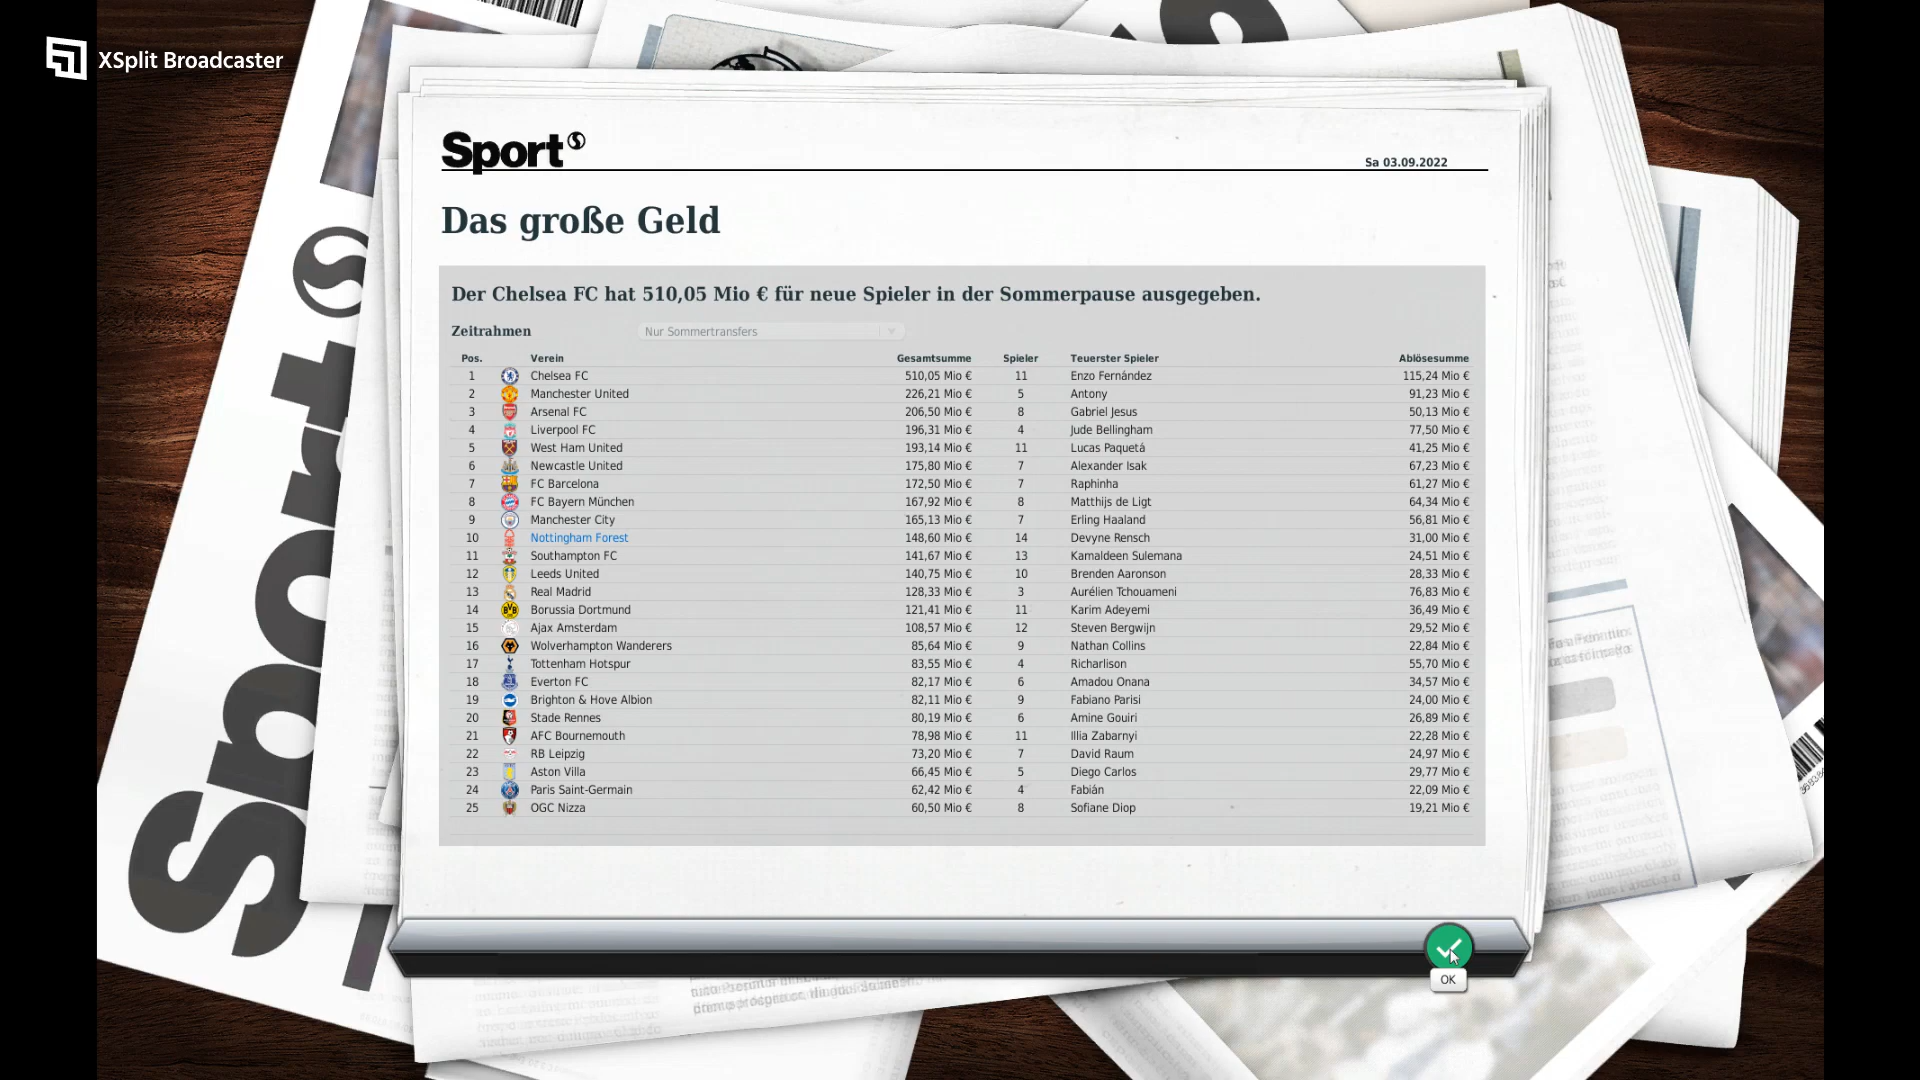 XSplit Broadcaster
Sport
Sa 03.09.2022
Das große Geld
Der Chelsea FC hat 510,05 Mio € für neue Spieler in der Sommerpause ausgegeben.
Zeitrahmen Nur Sommertransfers
Pos. Verein Gesamtsumme Spieler Teuerster Spieler Ablösesumme
1 Chelsea FC 510,05 Mio € 11 Enzo Fernández 115,24 Mio €
2 Manchester United 226,21 Mio € 5 Antony 91,23 Mio €
3 Arsenal FC 206,50 Mio € 8 Gabriel Jesus 50,13 Mio €
4 Liverpool FC 196,31 Mio € 4 Jude Bellingham 77,50 Mio €
5 West Ham United 193,14 Mio € 11 Lucas Paquetá 41,25 Mio €
6 Newcastle United 175,80 Mio € 7 Alexander Isak 67,23 Mio €
7 FC Barcelona 172,50 Mio € 7 Raphinha 61,27 Mio €
8 FC Bayern München 167,92 Mio € 8 Matthijs de Ligt 64,34 Mio €
9 Manchester City 165,13 Mio € 7 Erling Haaland 56,81 Mio €
10 Nottingham Forest 148,60 Mio € 14 Devyne Rensch 31,00 Mio €
11 Southampton FC 141,67 Mio € 13 Kamaldeen Sulemana 24,51 Mio €
12 Leeds United 140,75 Mio € 10 Brenden Aaronson 28,33 Mio €
13 Real Madrid 128,33 Mio € 3 Aurélien Tchouameni 76,83 Mio €
14 Borussia Dortmund 121,41 Mio € 11 Karim Adeyemi 36,49 Mio €
15 Ajax Amsterdam 108,57 Mio € 12 Steven Bergwijn 29,52 Mio €
16 Wolverhampton Wanderers 85,64 Mio € 9 Nathan Collins 22,84 Mio €
17 Tottenham Hotspur 83,55 Mio € 4 Richarlison 55,70 Mio €
18 Everton FC 82,17 Mio € 6 Amadou Onana 34,57 Mio €
19 Brighton & Hove Albion 82,11 Mio € 9 Fabiano Parisi 24,00 Mio €
20 Stade Rennes 80,19 Mio € 6 Amine Gouiri 26,89 Mio €
21 AFC Bournemouth 78,98 Mio € 11 Illia Zabarnyi 22,28 Mio €
22 RB Leipzig 73,20 Mio € 7 David Raum 24,97 Mio €
23 Aston Villa 66,45 Mio € 5 Diego Carlos 29,77 Mio €
24 Paris Saint-Germain 62,42 Mio € 4 Fabián 22,09 Mio €
25 OGC Nizza 60,50 Mio € 8 Sofiane Diop 19,21 Mio €
OK
Sport